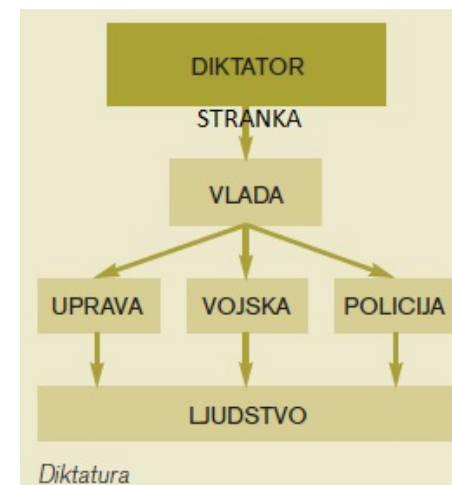 DIKTATOR
STRANKA
VLADA
UPRAVA VOJSKA POLICIJA
LJUDSTVO
Diktatura